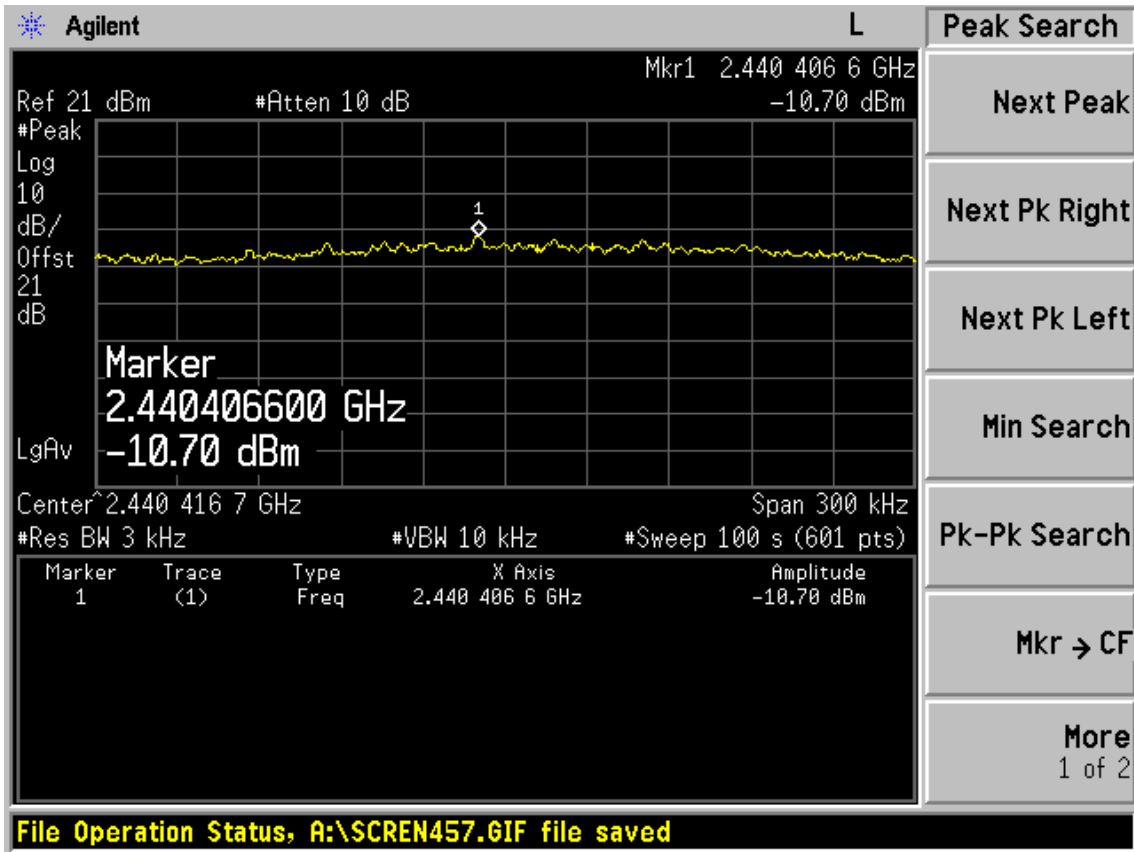 Agilent L Peak Search
Mkr1 2.440 406 6 GHz
Ref 21 dBm #Atten 10 dB -10.70 dBm
#Peak
Log
10
dB/
Offst
21
dB
1
Marker
2.440406600 GHz
-10.70 dBm
LgAv
Center^2.440 416 7 GHz Span 300 kHz
#Res BW 3 kHz #VBW 10 kHz #Sweep 100 s (601 pts)
Marker Trace Type X Axis Amplitude
1 (1) Freq 2.440 406 6 GHz -10.70 dBm
Next Peak
Next Pk Right
Next Pk Left
Min Search
Pk-Pk Search
Mkr → CF
More
1 of 2
File Operation Status, A:\SCREN457.GIF file saved